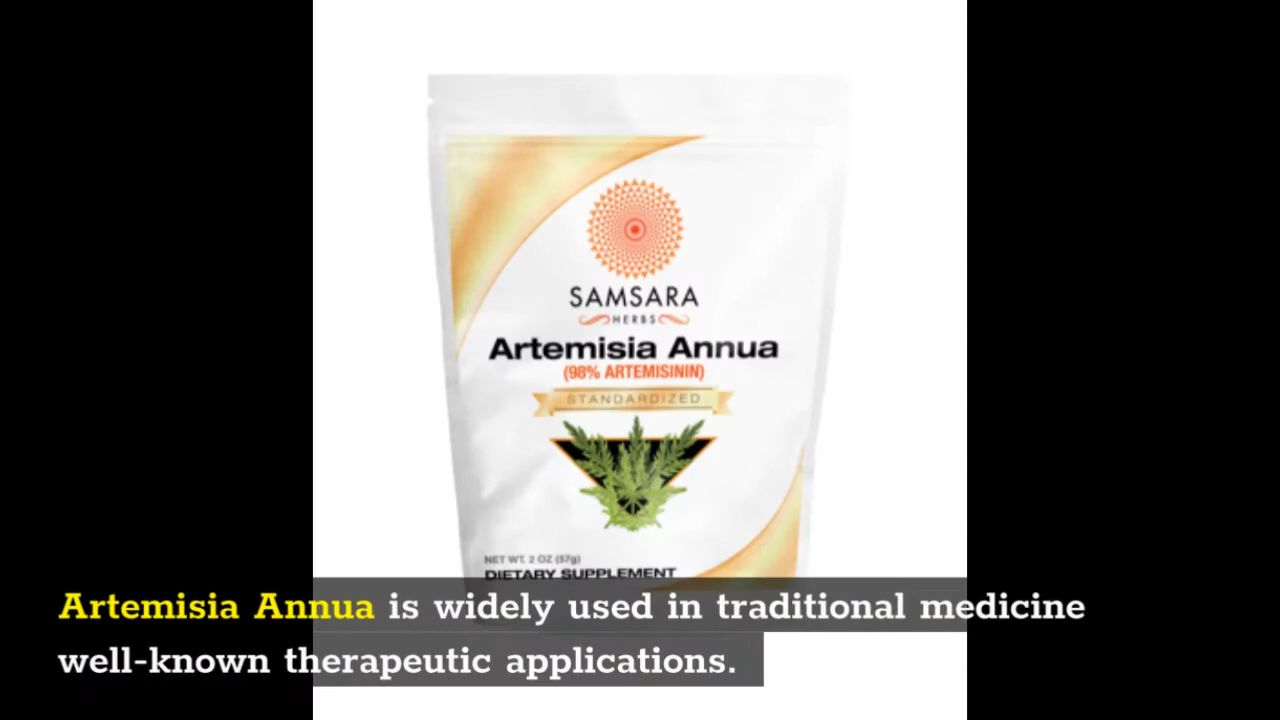 SAMSARA
HERBS
Artemisia Annua
(98% ARTEMISININ)
STANDARDIZED
NET WT. 2 OZ (57g)
DIETARY SUPPLEMENT
Artemisia Annua is widely used in traditional medicine
well-known therapeutic applications.